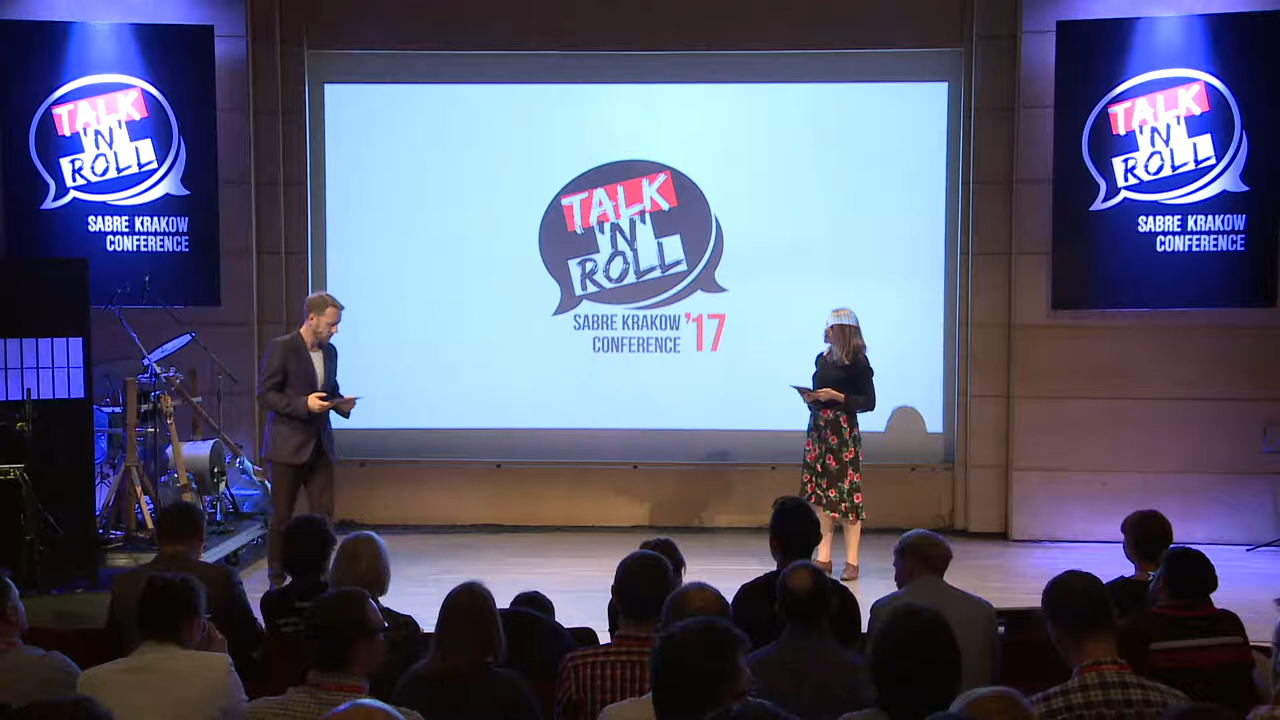 TALK
'N'
ROLL
SABRE KRAKOW
CONFERENCE
TALK
'N'
ROLL
SABRE KRAKOW
CONFERENCE '17
TALK
'N'
ROLL
SABRE KRAKOW
CONFERENCE